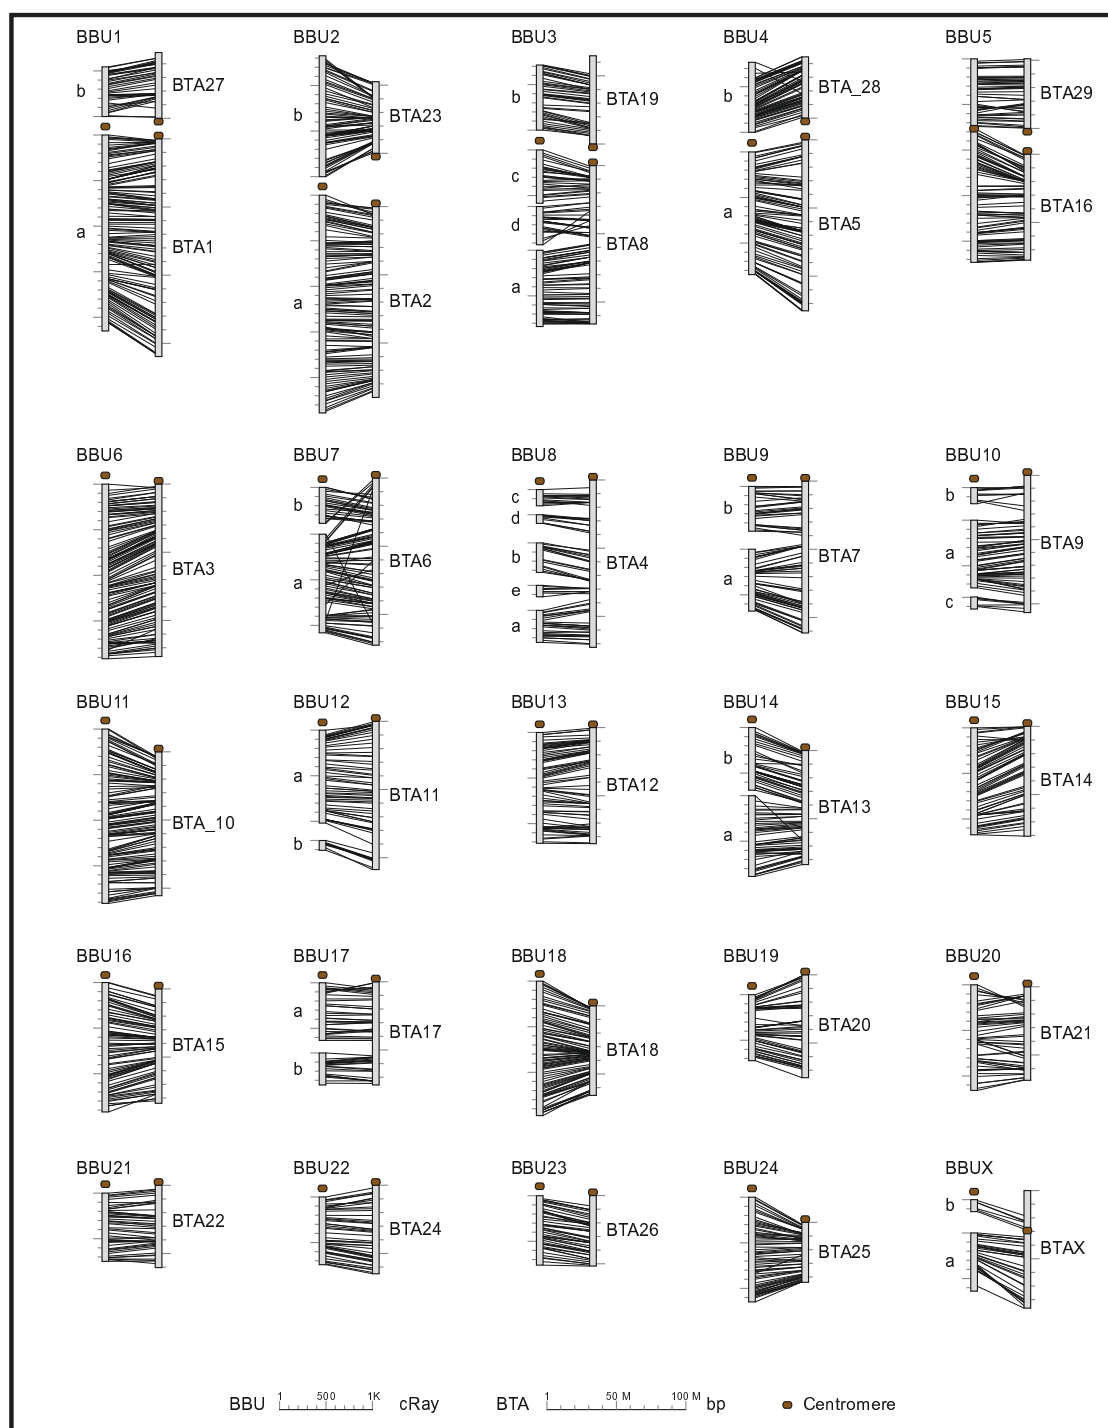 BBU1 BBU2 BBU3 BBU4 BBU5
b BTA27 b BTA23 b BTA19 b BTA_28 BTA29
a BTA1 a BTA2 c d a BTA8 a BTA5 BTA16
BBU6 BBU7 BBU8 BBU9 BBU10
BTA3 b a BTA6 c d b e a BTA4 b a BTA7 b a c BTA9
BBU11 BBU12 BBU13 BBU14 BBU15
BTA_10 a b BTA11 BTA12 b a BTA13 BTA14
BBU16 BBU17 BBU18 BBU19 BBU20
BTA15 a b BTA17 BTA18 BTA20 BTA21
BBU21 BBU22 BBU23 BBU24 BBUX
BTA22 BTA24 BTA26 BTA25 b a BTAX
BBU 1 500 1K cRay BTA 1 50 M 100 M bp Centromere